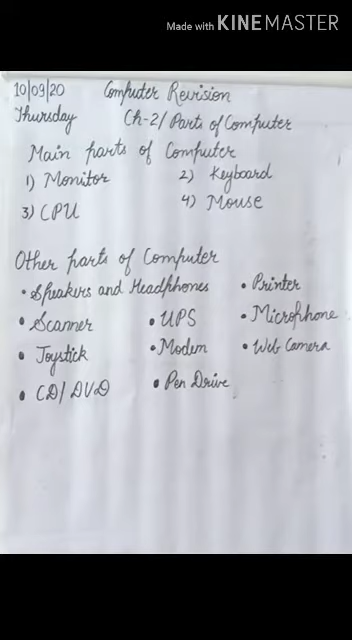 Made with KINEMASTER
10/09/20 Computer Revision
Thursday Ch-2/ Parts of Computer
Main parts of Computer
1) Monitor 2) Keyboard
3) CPU 4) Mouse
Other parts of Computer
• Speakers and Headphones • Printer
• Scanner • UPS • Microphone
• Joystick • Modem • Web Camera
• CD/ DVD • Pen Drive